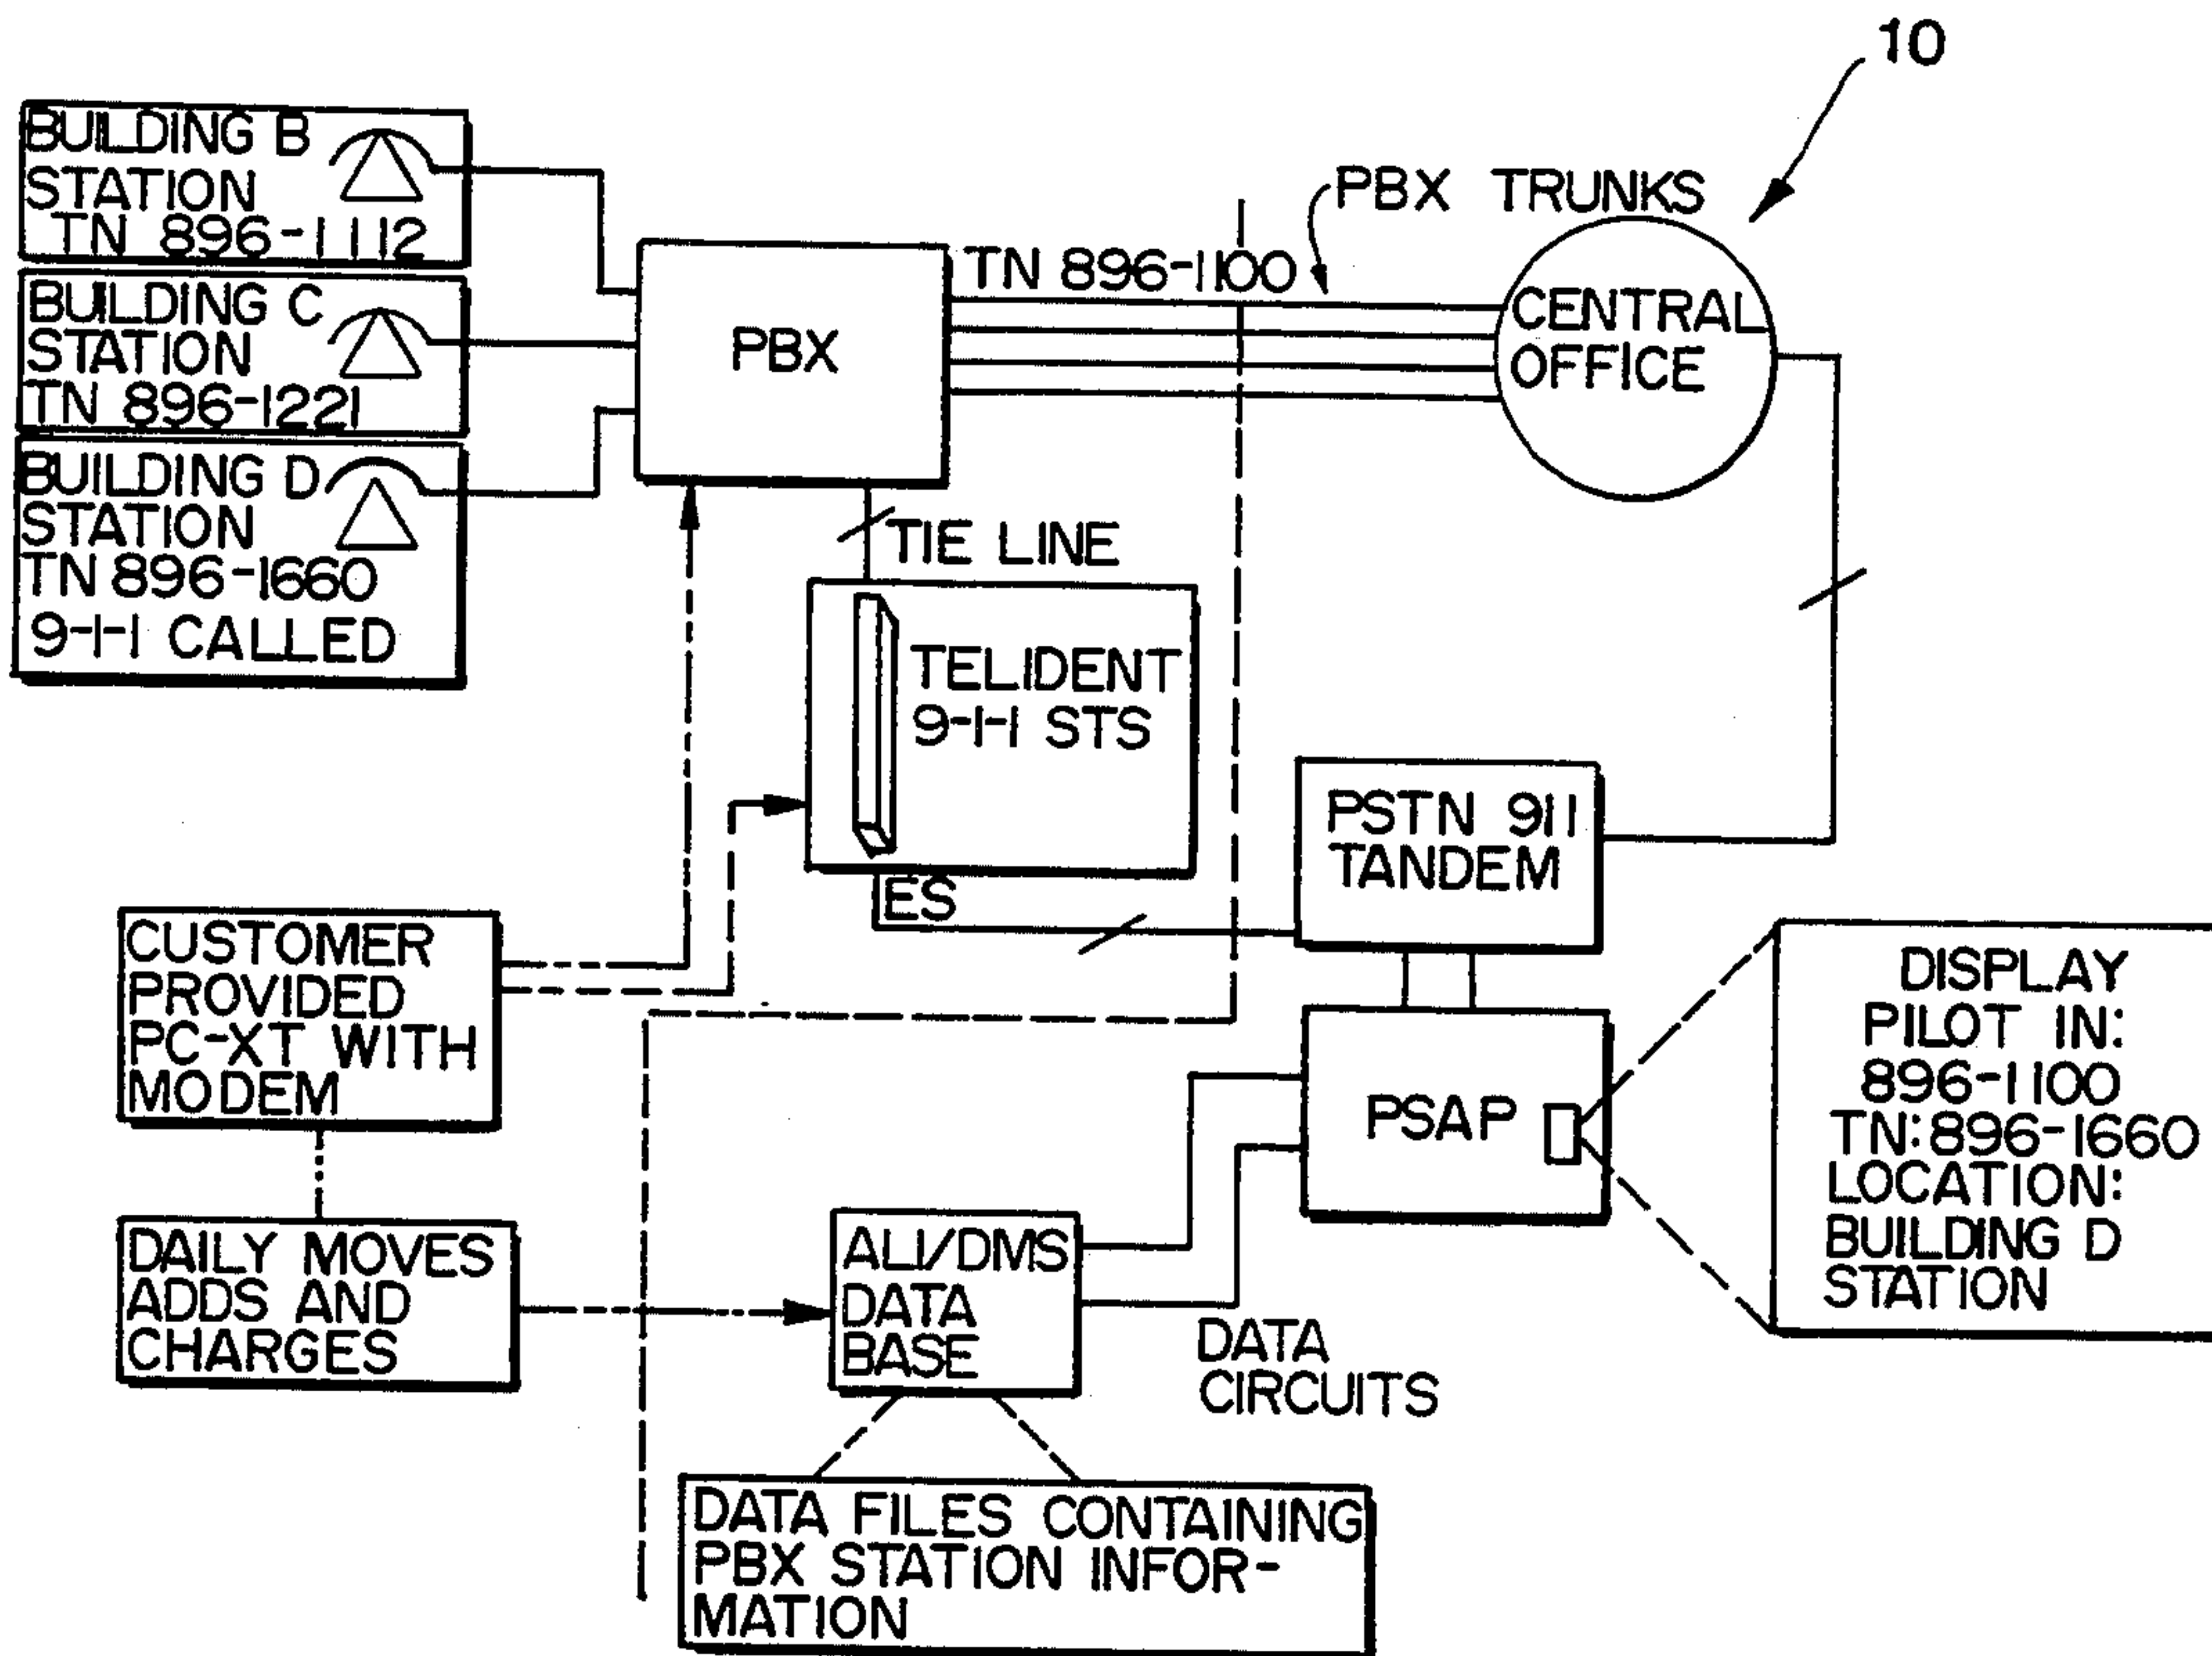 10
BUILDING B
STATION
TN 896-1112
BUILDING C
STATION
TN 896-1221
BUILDING D
STATION
TN 896-1660
9-1-1 CALLED
PBX
TN 896-1100
PBX TRUNKS
CENTRAL
OFFICE
TIE LINE
TELIDENT
9-1-1 STS
ES
PSTN 911
TANDEM
CUSTOMER
PROVIDED
PC-XT WITH
MODEM
DAILY MOVES
ADDS AND
CHARGES
ALI/DMS
DATA
BASE
DATA
CIRCUITS
PSAP
DISPLAY
PILOT IN:
896-1100
TN:896-1660
LOCATION:
BUILDING D
STATION
DATA FILES CONTAINING
PBX STATION INFOR-
MATION